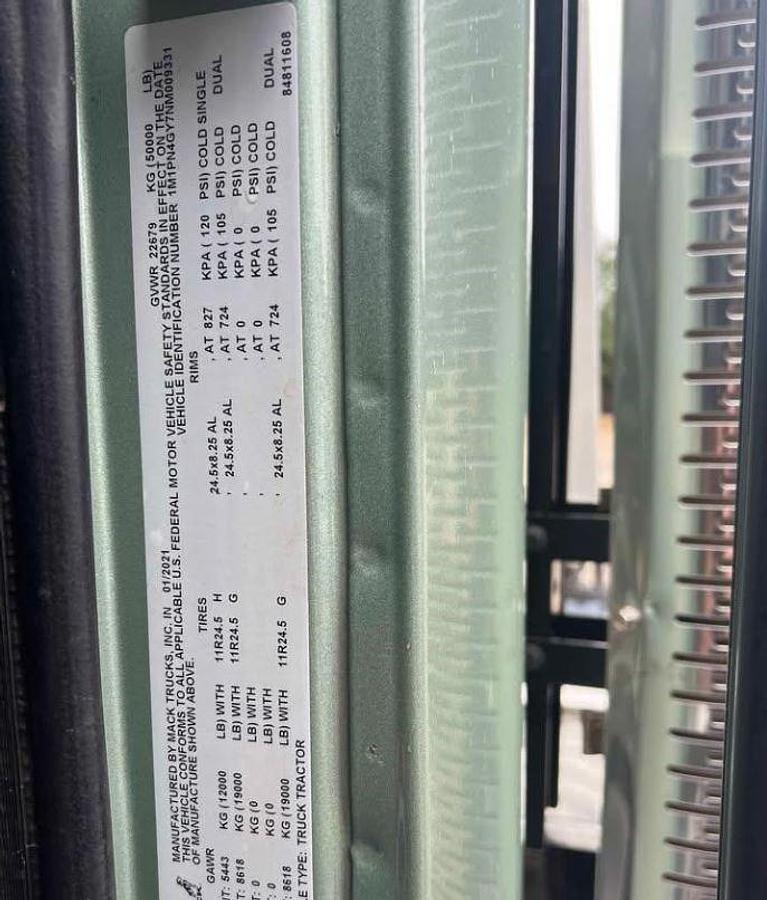 MANUFACTURED BY MACK TRUCKS, INC. IN 01/2021 GVWR 22679 KG (50000 LB)
THIS VEHICLE CONFORMS TO ALL APPLICABLE U.S. FEDERAL MOTOR VEHICLE SAFETY STANDARDS IN EFFECT ON THE DATE
OF MANUFACTURE SHOWN ABOVE. VEHICLE IDENTIFICATION NUMBER 1M1PN4GY7NM009331
GAWR TIRES RIMS
NT: 5443 KG (12000 LB) WITH 11R24.5 H 24.5x8.25 AL , AT 827 KPA ( 120 PSI) COLD SINGLE
T: 8618 KG (19000 LB) WITH 11R24.5 G , 24.5x8.25 AL , AT 724 KPA ( 105 PSI) COLD DUAL
T: 0 KG (0 LB) WITH , , AT 0 KPA ( 0 PSI) COLD
: 0 KG (0 LB) WITH , , AT 0 KPA ( 0 PSI) COLD
: 8618 KG (19000 LB) WITH 11R24.5 G , 24.5x8.25 AL , AT 724 KPA ( 105 PSI) COLD DUAL
E TYPE: TRUCK TRACTOR 84811608